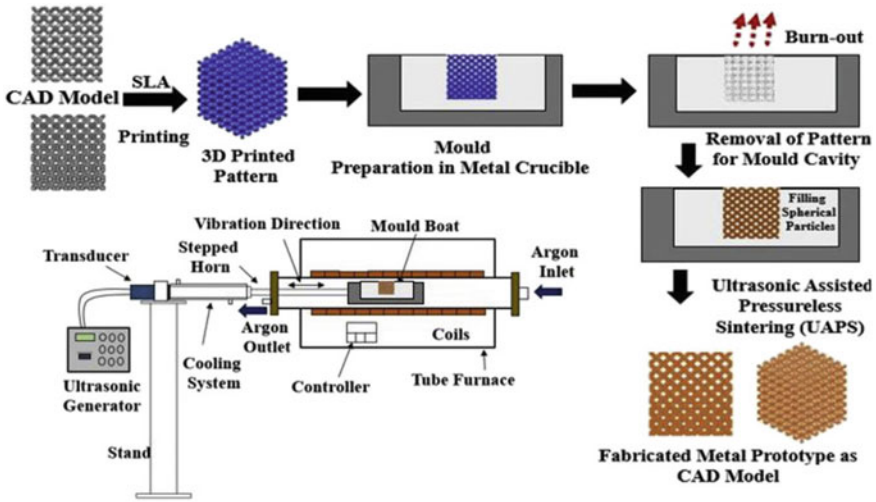 CAD Model
SLA
Printing
3D Printed
Pattern
Mould
Preparation in Metal Crucible
Burn-out
Removal of Pattern
for Mould Cavity
Filling
Spherical
Particles
Ultrasonic Assisted
Pressureless
Sintering (UAPS)
Fabricated Metal Prototype as
CAD Model
Vibration Direction
Stepped
Horn
Transducer
Mould Boat
Argon
Inlet
Argon
Outlet
Coils
Cooling
System
Controller
Tube Furnace
Ultrasonic
Generator
Stand